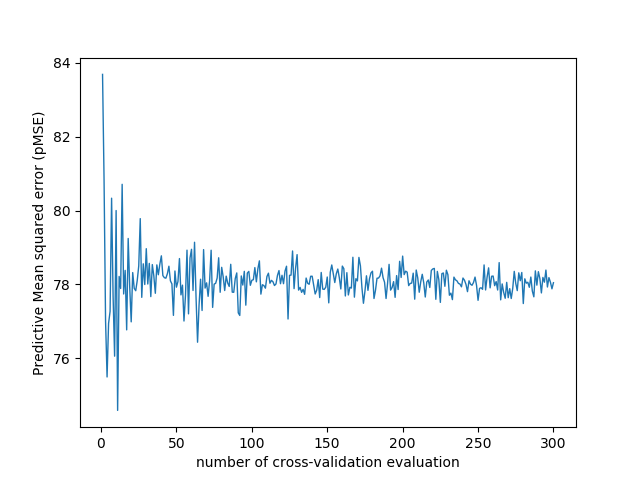 84
82
80
78
76
Predictive Mean squared error (pMSE)
0 50 100 150 200 250 300
number of cross-validation evaluation